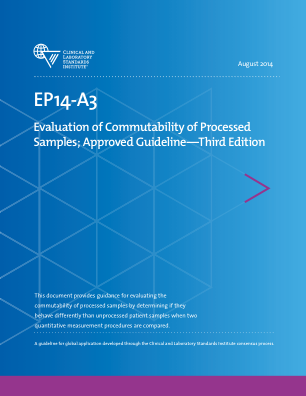 CLINICAL AND
LABORATORY
STANDARDS
INSTITUTE®
August 2014
EP14-A3
Evaluation of Commutability of Processed
Samples; Approved Guideline—Third Edition
This document provides guidance for evaluating the
commutability of processed samples by determining if they
behave differently than unprocessed patient samples when two
quantitative measurement procedures are compared.
A guideline for global application developed through the Clinical and Laboratory Standards Institute consensus process.